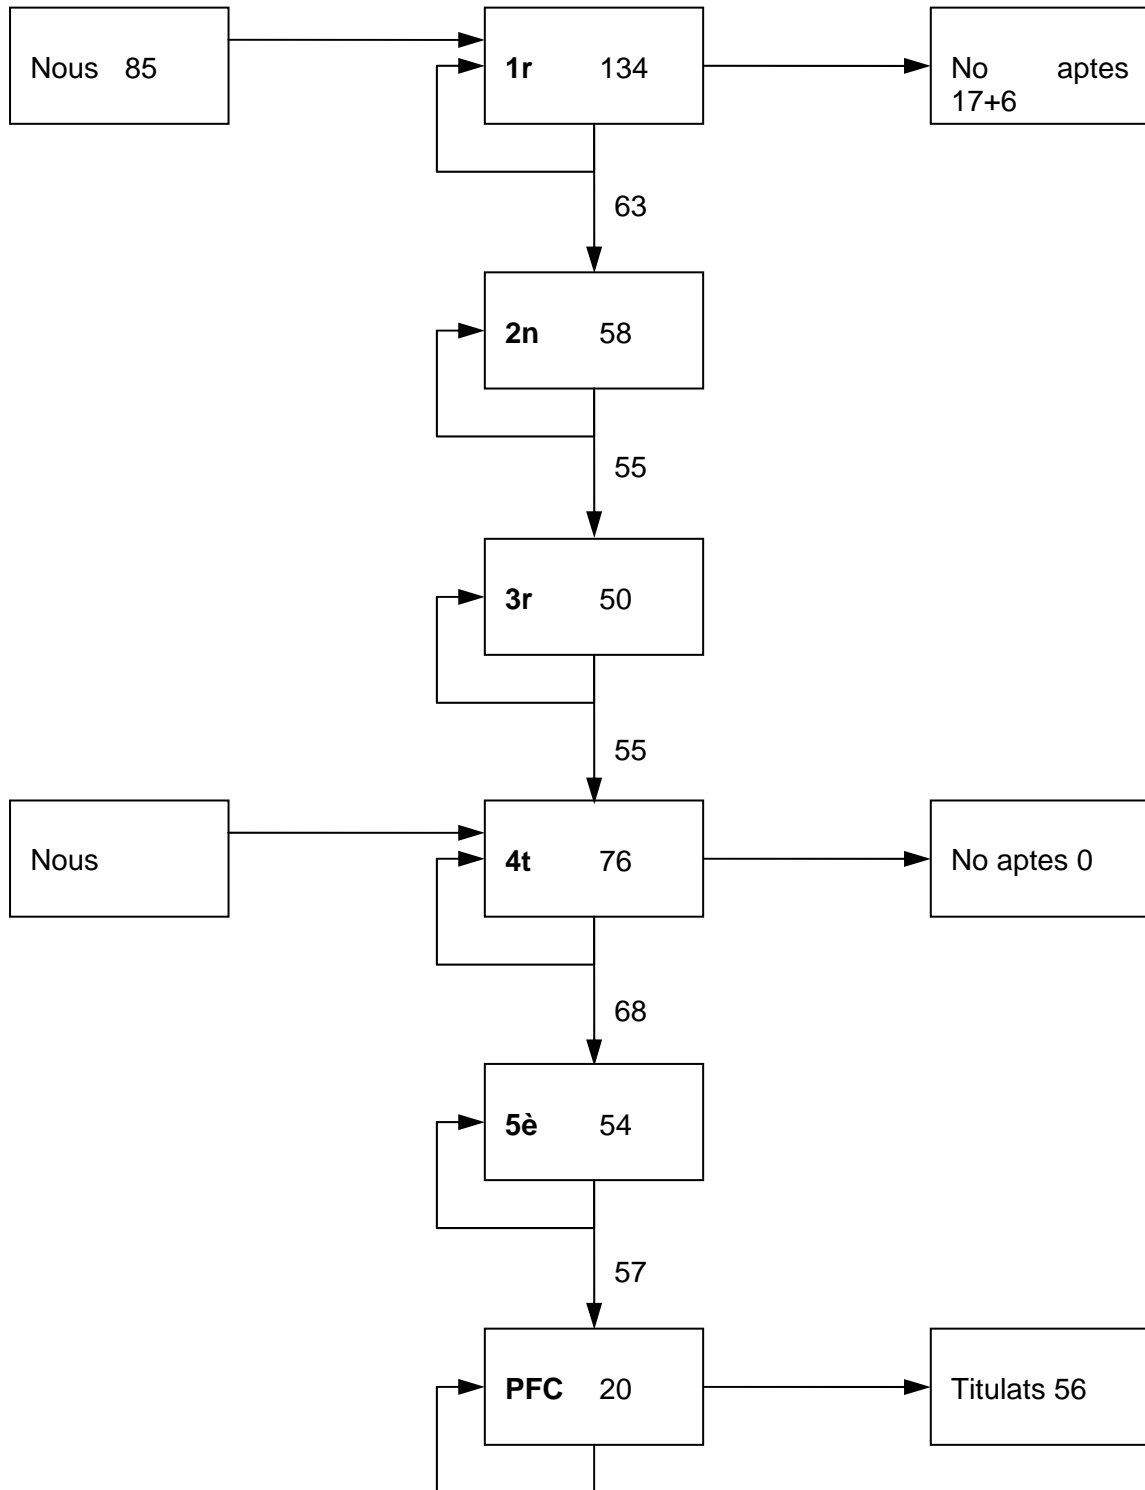 Nous 85
1r 134
No aptes
17+6
63
2n 58
55
3r 50
55
Nous
4t 76
No aptes 0
68
5è 54
57
PFC 20
Titulats 56